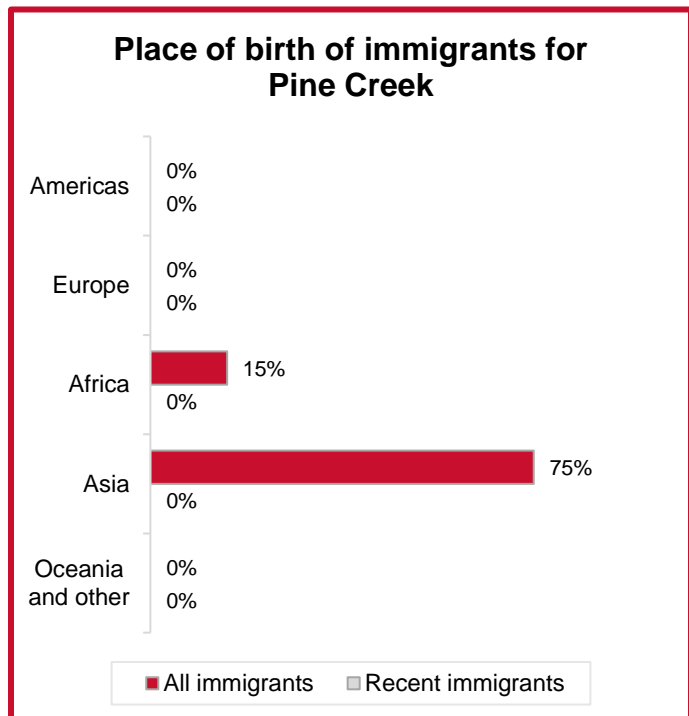 Place of birth of immigrants for
Pine Creek
Americas
0%
0%
Europe
0%
0%
Africa
15%
0%
Asia
75%
0%
Oceania
and other
0%
0%
All immigrants
Recent immigrants